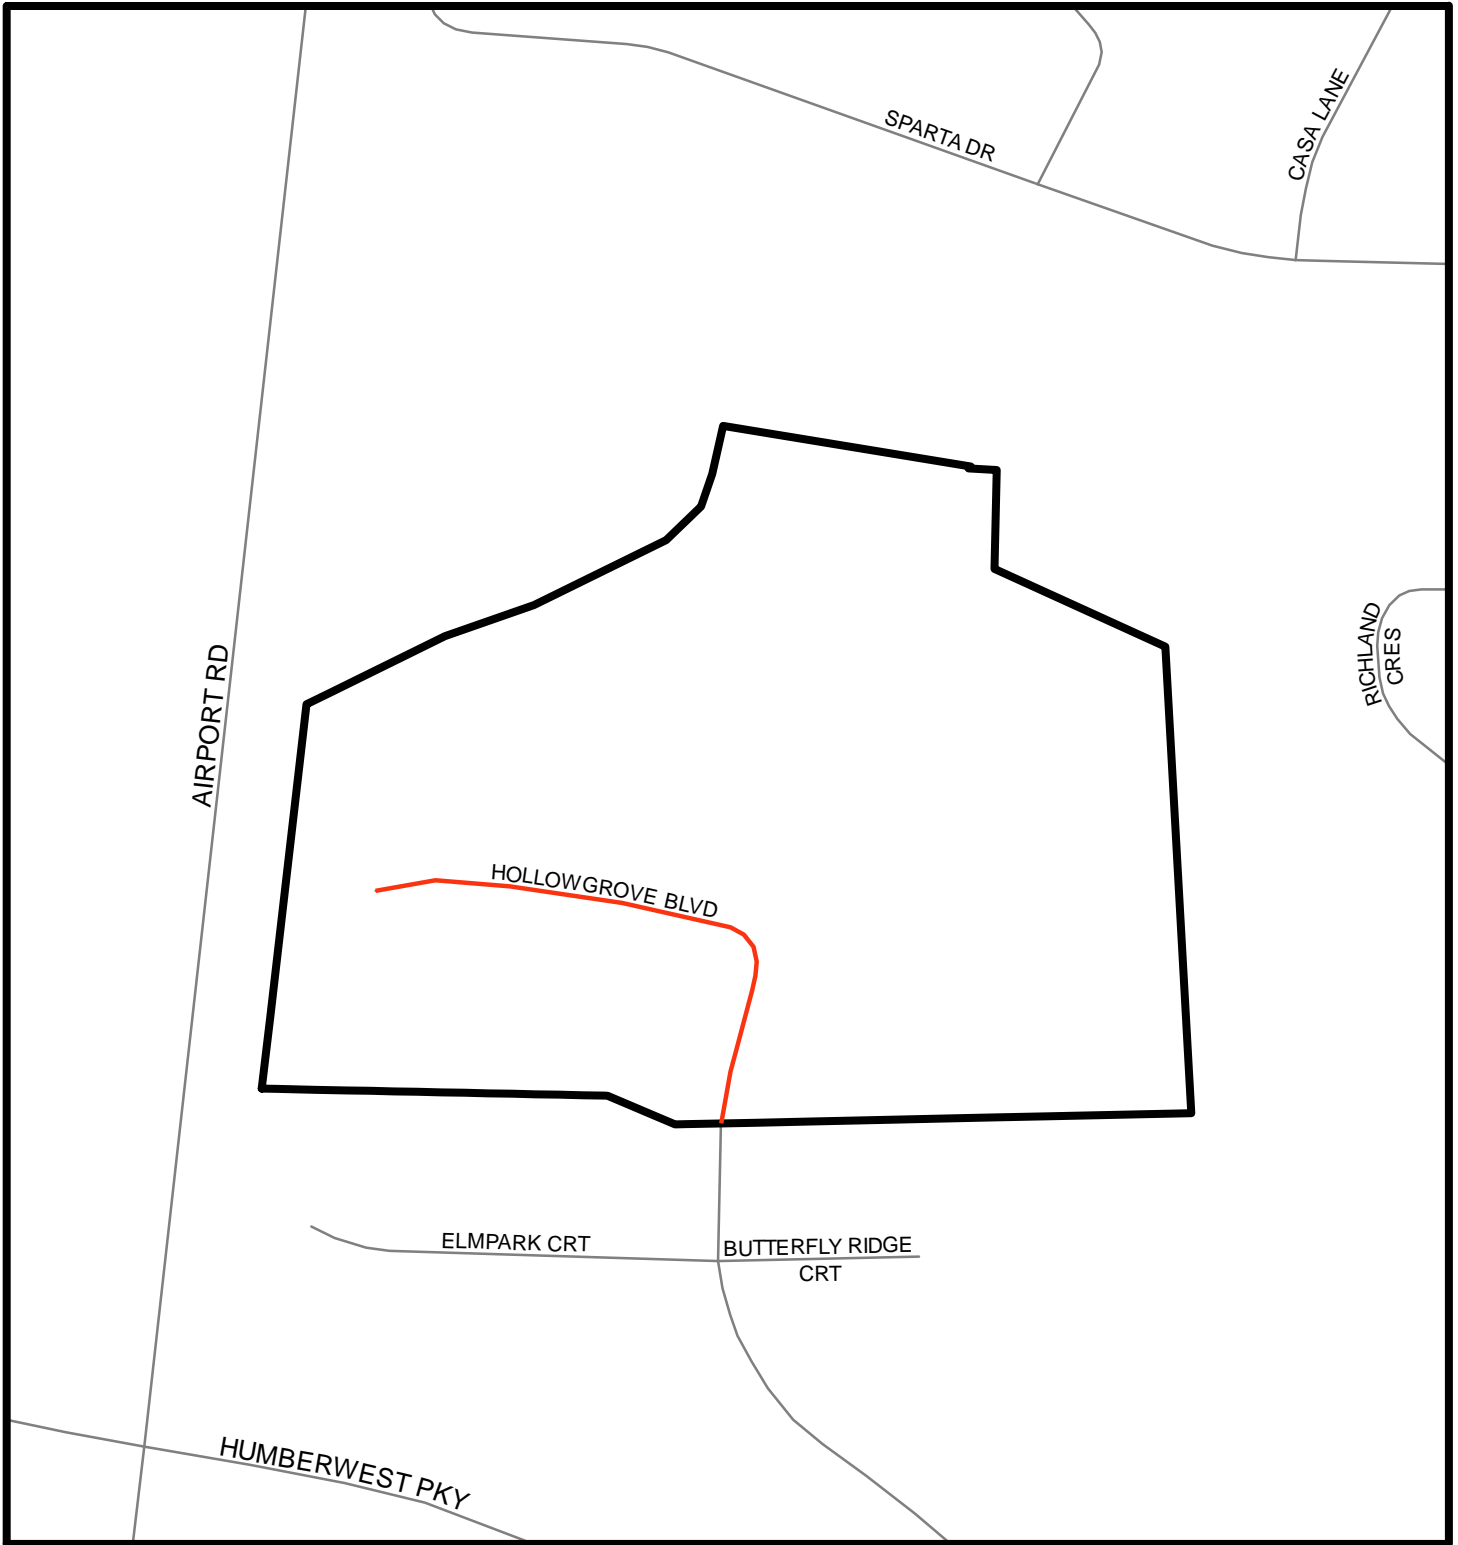 SPARTA DR
CASA LANE
RICHLAND
CRES
AIRPORT RD
HOLLOWGROVE BLVD
ELMPARK CRT
BUTTERFLY RIDGE
CRT
HUMBERWEST PKY